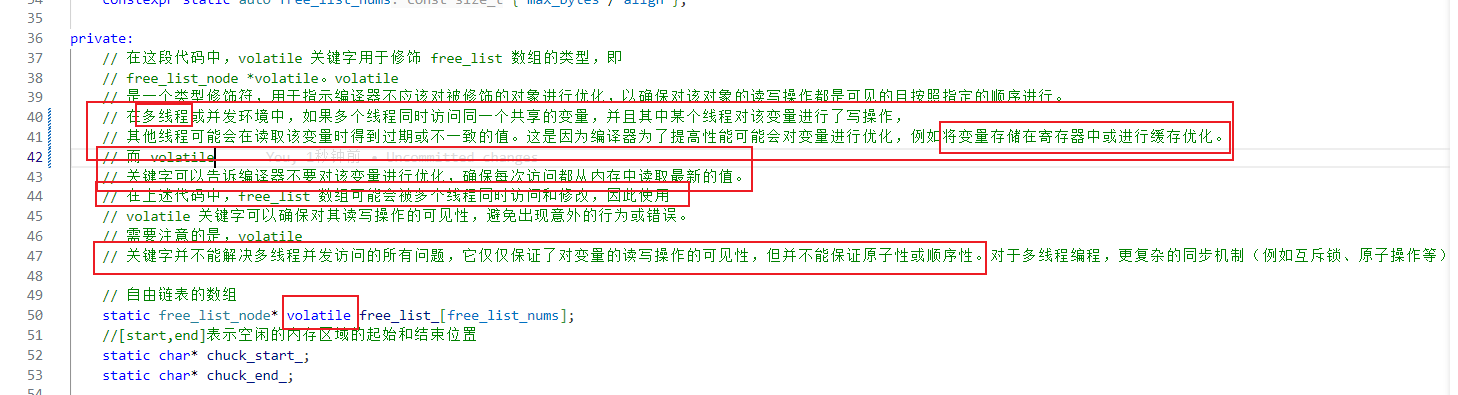 34 constexpr static auto free_list_nums: const size_t { max_bytes / align };
35
36 private:
37 // 在这段代码中，volatile 关键字用于修饰 free_list 数组的类型，即
38 // free_list_node *volatile。volatile
39 // 是一个类型修饰符，用于指示编译器不应该对被修饰的对象进行优化，以确保对该对象的读写操作都是可见的且按照指定的顺序进行。
40 // 在多线程或并发环境中，如果多个线程同时访问同一个共享的变量，并且其中某个线程对该变量进行了写操作，
41 // 其他线程可能会在读取该变量时得到过期或不一致的值。这是因为编译器为了提高性能可能会对变量进行优化，例如将变量存储在寄存器中或进行缓存优化。
42 // 而 volatile You, 1秒钟前 • Uncommitted changes
43 // 关键字可以告诉编译器不要对该变量进行优化，确保每次访问都从内存中读取最新的值。
44 // 在上述代码中，free_list 数组可能会被多个线程同时访问和修改，因此使用
45 // volatile 关键字可以确保对其读写操作的可见性，避免出现意外的行为或错误。
46 // 需要注意的是，volatile
47 // 关键字并不能解决多线程并发访问的所有问题，它仅仅保证了对变量的读写操作的可见性，但并不能保证原子性或顺序性。对于多线程编程，更复杂的同步机制（例如互斥锁、原子操作等）
48
49 // 自由链表的数组
50 static free_list_node* volatile free_list_[free_list_nums];
51 //[start,end]表示空闲的内存区域的起始和结束位置
52 static char* chuck_start_;
53 static char* chuck_end_;
54